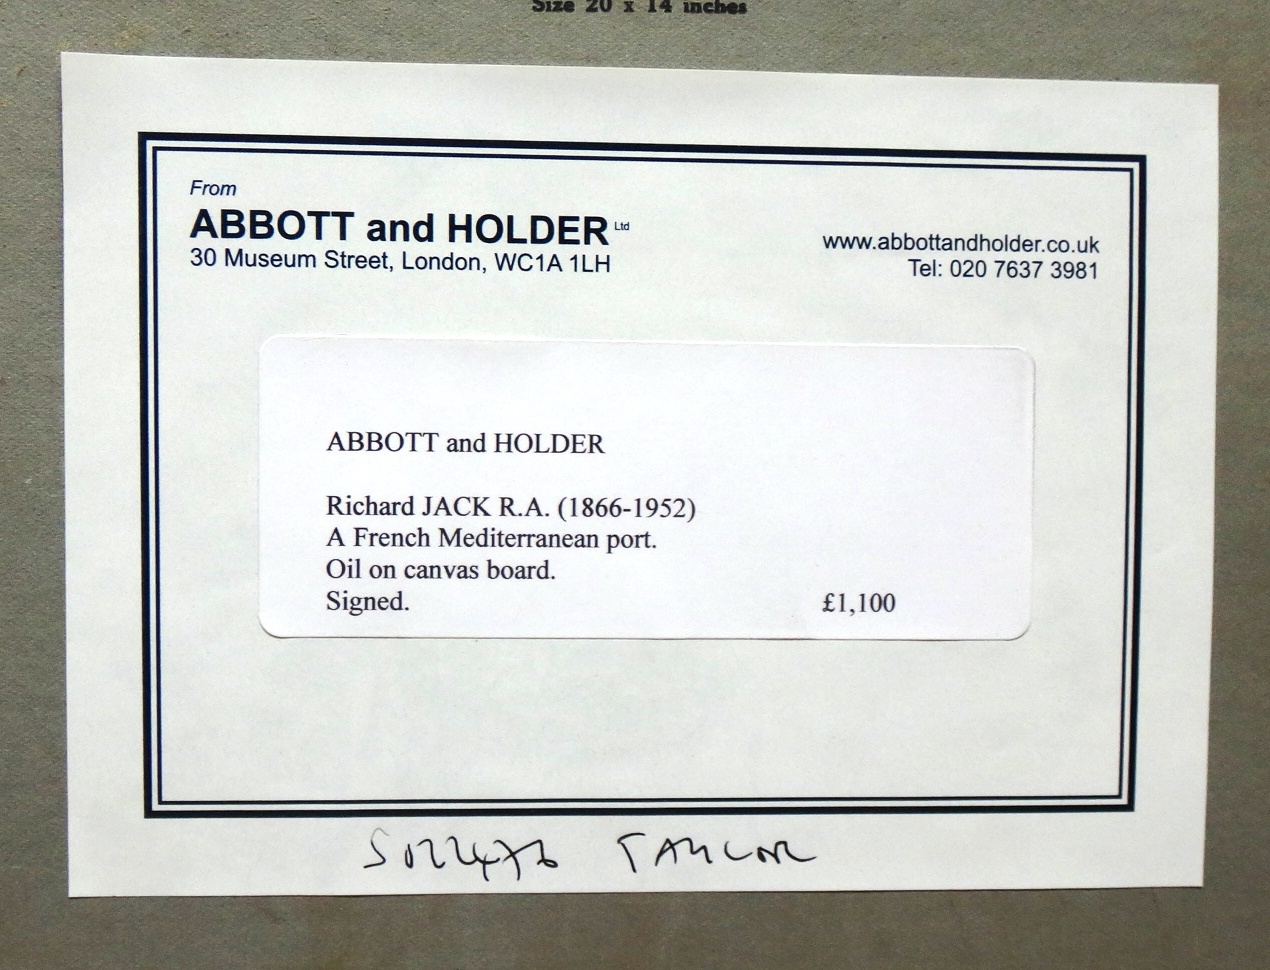 Size 20 x 14 inches
From
ABBOTT and HOLDER Ltd
30 Museum Street, London, WC1A 1LH
www.abbottandholder.co.uk
Tel: 020 7637 3981
ABBOTT and HOLDER
Richard JACK R.A. (1866-1952)
A French Mediterranean port.
Oil on canvas board.
Signed. £1,100
TAYLOR